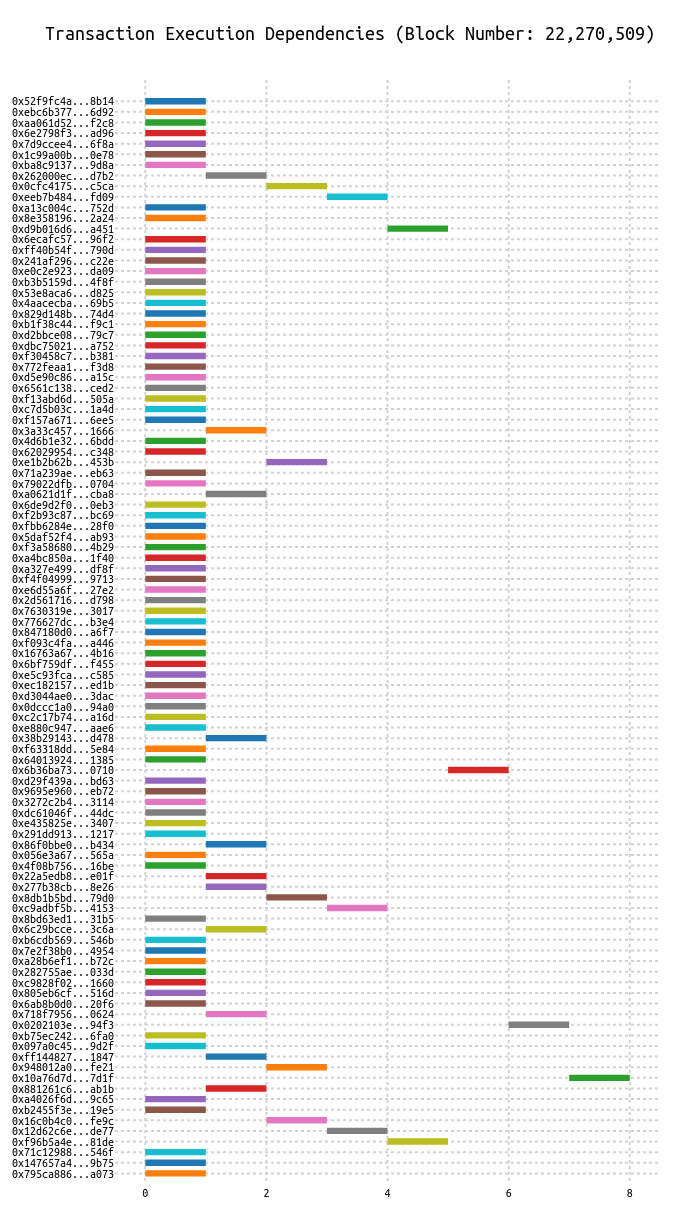 Transaction Execution Dependencies (Block Number: 22,270,509)
0x52f9fc4a...8b14
0xebc6b377...6d92
0xaa061d52...f2c8
0x6e2798f3...ad96
0x7d9ccee4...6f8a
0x1c99a00b...0e78
0xba8c9137...9d8a
0x262000ec...d7b2
0x0cfc4175...c5ca
0xeeb7b484...fd09
0xa13c004c...752d
0x8e358196...2a24
0xd9b016d6...a451
0x6ecafc57...96f2
0xff40b54f...790d
0x241af296...c22e
0xe0c2e923...da09
0xb3b5159d...4f8f
0x53e8aca6...d825
0x4aacecba...69b5
0x829d148b...74d4
0xb1f38c44...f9c1
0xd2bbce08...79c7
0xdbc75021...a752
0xf30458c7...b381
0x772feaa1...f3d8
0xd5e90c86...a15c
0x6561c138...ced2
0xf13abd6d...505a
0xc7d5b03c...1a4d
0xf157a671...6ee5
0x3a33c457...1666
0x4d6b1e32...6bdd
0x62029954...c348
0xe1b2b62b...453b
0x71a239ae...eb63
0x79022dfb...0704
0xa0621d1f...cba8
0x6de9d2f0...0eb3
0xf2b93c87...bc69
0xfbb6284e...28f0
0x5daf52f4...ab93
0xf3a58680...4b29
0xa4bc850a...1f40
0xa327e499...df8f
0xf4f04999...9713
0xe6d55a6f...27e2
0x2d561716...d798
0x7630319e...3017
0x776627dc...b3e4
0x847180d0...a6f7
0xf093c4fa...a446
0x16763a67...4b16
0x6bf759df...f455
0xe5c93fca...c585
0xec182157...ed1b
0xd3044ae0...3dac
0x0dccc1a0...94a0
0xc2c17b74...a16d
0xe880c947...aae6
0x38b29143...d478
0xf63318dd...5e84
0x64013924...1385
0x6b36ba73...0710
0xd29f439a...bd63
0x9695e960...eb72
0x3272c2b4...3114
0xdc61046f...44dc
0xe435825e...3407
0x291dd913...1217
0x86f0bbe0...b434
0x056e3a67...565a
0x4f08b756...16be
0x22a5edb8...e01f
0x277b38cb...8e26
0x8db1b5bd...79d0
0xc9adbf5b...4153
0x8bd63ed1...31b5
0x6c29bcce...3c6a
0xb6cdb569...546b
0x7e2f38b0...4954
0xa28b6ef1...b72c
0x282755ae...033d
0xc9828f02...1660
0x805eb6cf...516d
0x6ab8b0d0...20f6
0x718f7956...0624
0x0202103e...94f3
0xb75ec242...6fa0
0x097a0c45...9d2f
0xff144827...1847
0x948012a0...fe21
0x10a76d7d...7d1f
0x881261c6...ab1b
0xa4026f6d...9c65
0xb2455f3e...19e5
0x16c0b4c0...fe9c
0x12d62c6e...de77
0xf96b5a4e...81de
0x71c12988...546f
0x147657a4...9b75
0x795ca886...a073
0 2 4 6 8